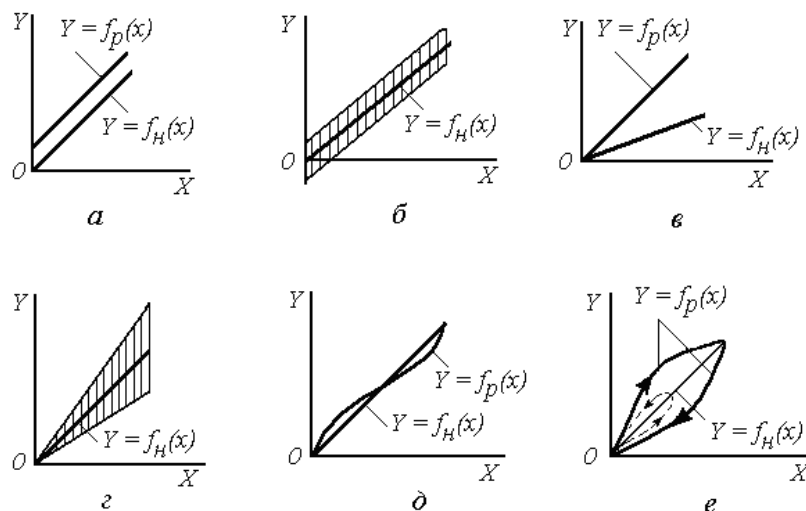 Y
Y = f_p(x)
Y = f_н(x)
O
X
а
Y
Y = f_н(x)
O
X
б
Y
Y = f_p(x)
Y = f_н(x)
O
X
в
Y
Y = f_н(x)
O
X
г
Y
Y = f_p(x)
Y = f_н(x)
O
X
д
Y
Y = f_p(x)
Y = f_н(x)
O
X
е